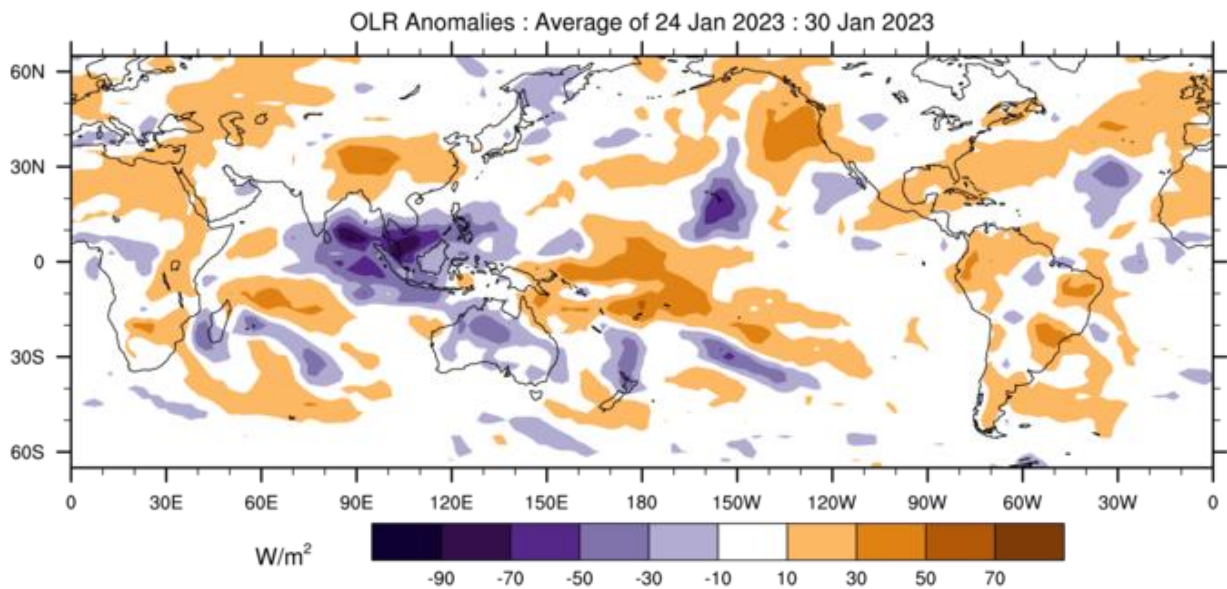 OLR Anomalies : Average of 24 Jan 2023 : 30 Jan 2023
60N
30N
0
30S
60S
0 30E 60E 90E 120E 150E 180 150W 120W 90W 60W 30W 0
W/m²
-90 -70 -50 -30 -10 10 30 50 70